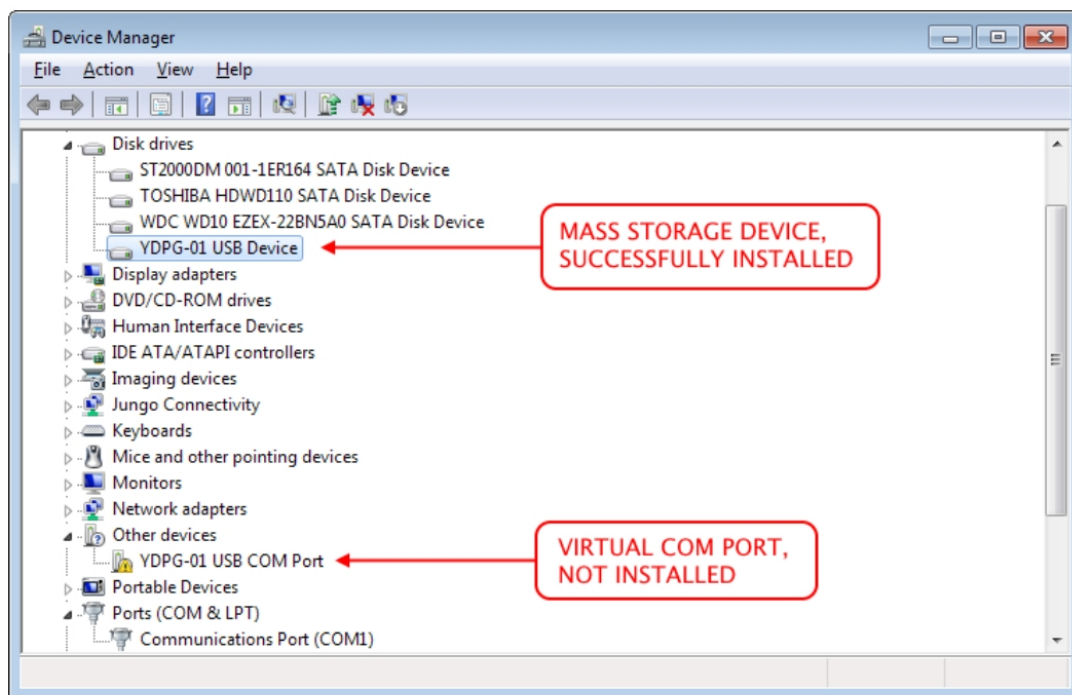 Device Manager
File Action View Help
Disk drives
ST2000DM 001-1ER164 SATA Disk Device
TOSHIBA HDWD110 SATA Disk Device
WDC WD10 EZEX-22BN5A0 SATA Disk Device
YDPG-01 USB Device
MASS STORAGE DEVICE,
SUCCESSFULLY INSTALLED
Display adapters
DVD/CD-ROM drives
Human Interface Devices
IDE ATA/ATAPI controllers
Imaging devices
Jungo Connectivity
Keyboards
Mice and other pointing devices
Monitors
Network adapters
Other devices
YDPG-01 USB COM Port
VIRTUAL COM PORT,
NOT INSTALLED
Portable Devices
Ports (COM & LPT)
Communications Port (COM1)